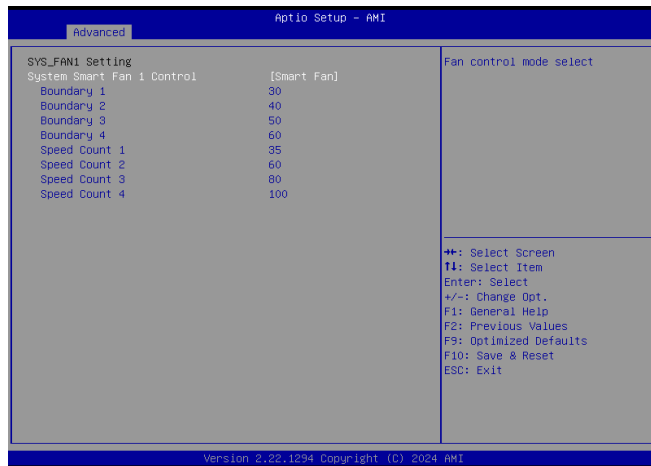 Aptio Setup - AMI
Advanced
SYS_FAN1 Setting
System Smart Fan 1 Control [Smart Fan]
Boundary 1 30
Boundary 2 40
Boundary 3 50
Boundary 4 60
Speed Count 1 35
Speed Count 2 60
Speed Count 3 80
Speed Count 4 100
Fan control mode select
→←: Select Screen
↑↓: Select Item
Enter: Select
+/-: Change Opt.
F1: General Help
F2: Previous Values
F9: Optimized Defaults
F10: Save & Reset
ESC: Exit
Version 2.22.1294 Copyright (C) 2024 AMI